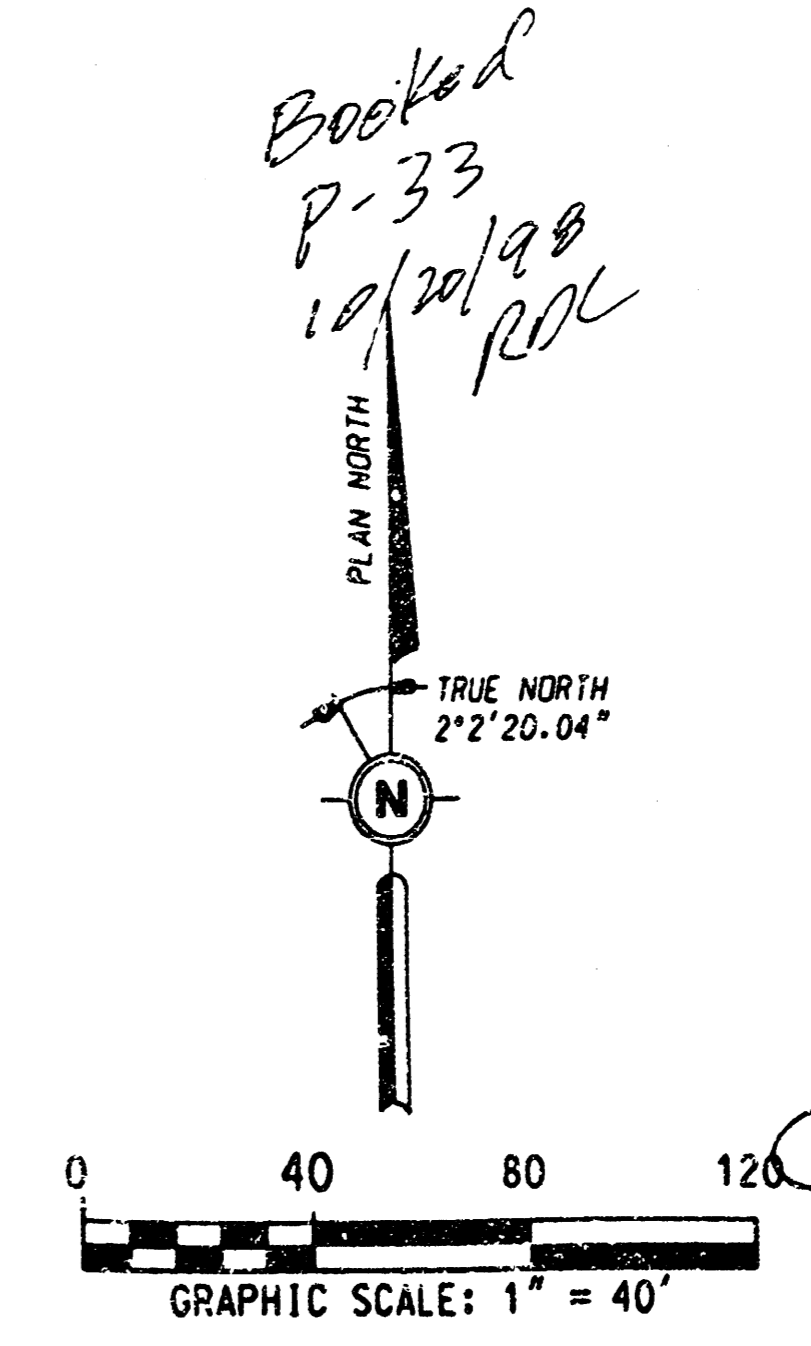 Booked
P-33
10/20/98
RDL
PLAN NORTH
TRUE NORTH
2°2'20.04"
N
0 40 80 120
GRAPHIC SCALE: 1" = 40'